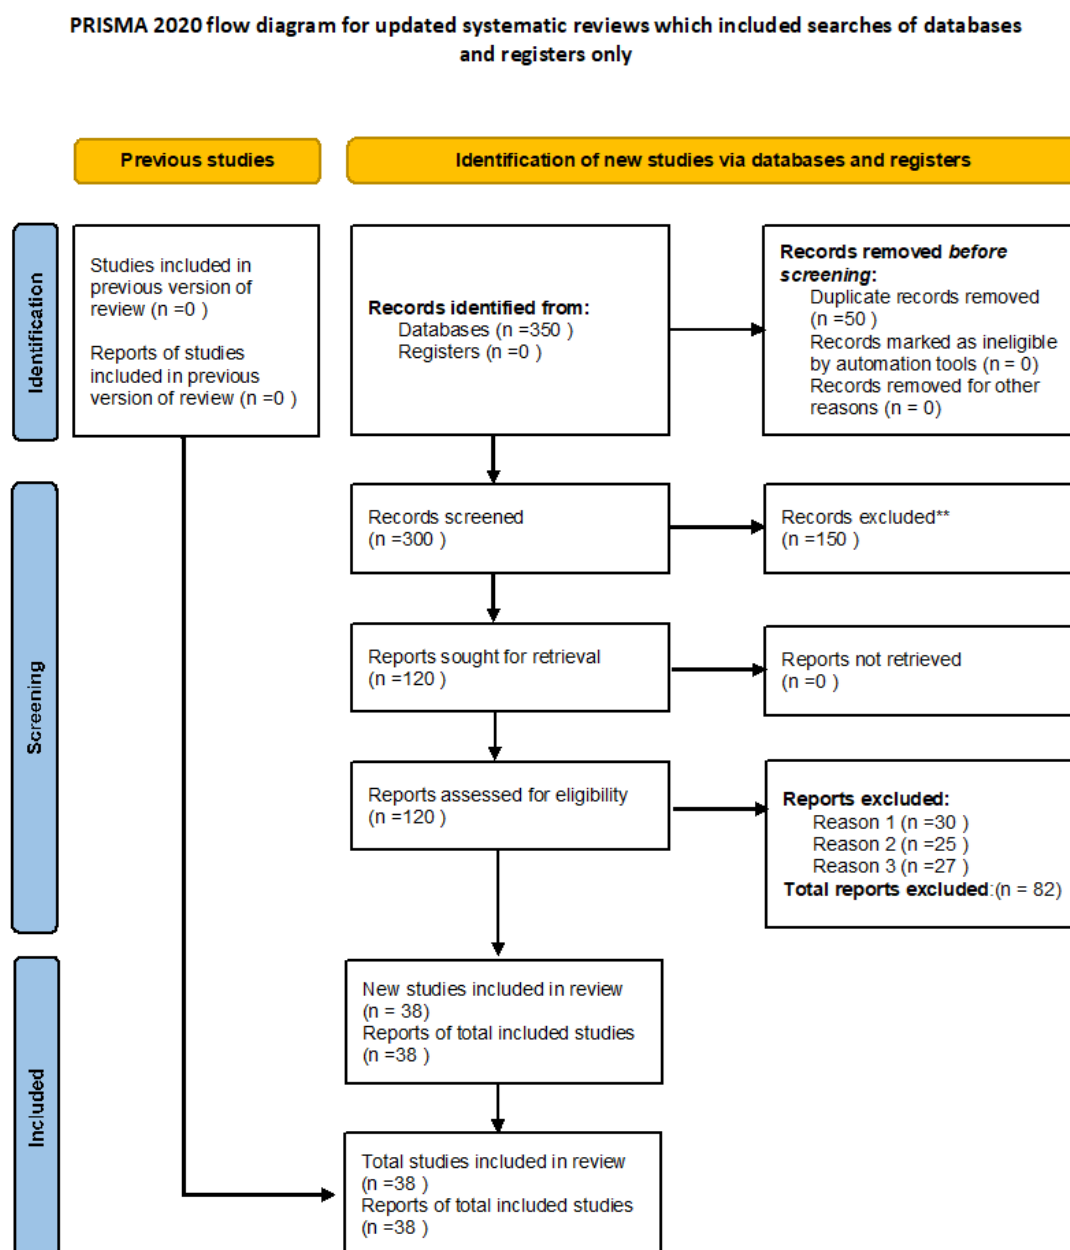 PRISMA 2020 flow diagram for updated systematic reviews which included searches of databases
and registers only
Previous studies
Identification of new studies via databases and registers
Identification
Studies included in
previous version of
review (n =0 )
Reports of studies
included in previous
version of review (n =0 )
Records identified from:
Databases (n =350 )
Registers (n =0 )
Records removed before
screening:
Duplicate records removed
(n =50 )
Records marked as ineligible
by automation tools (n = 0)
Records removed for other
reasons (n = 0)
Screening
Records screened
(n =300 )
Records excluded**
(n =150 )
Reports sought for retrieval
(n =120 )
Reports not retrieved
(n =0 )
Reports assessed for eligibility
(n =120 )
Reports excluded:
Reason 1 (n =30 )
Reason 2 (n =25 )
Reason 3 (n =27 )
Total reports excluded:(n = 82)
Included
New studies included in review
(n = 38)
Reports of total included studies
(n =38 )
Total studies included in review
(n =38 )
Reports of total included studies
(n =38 )